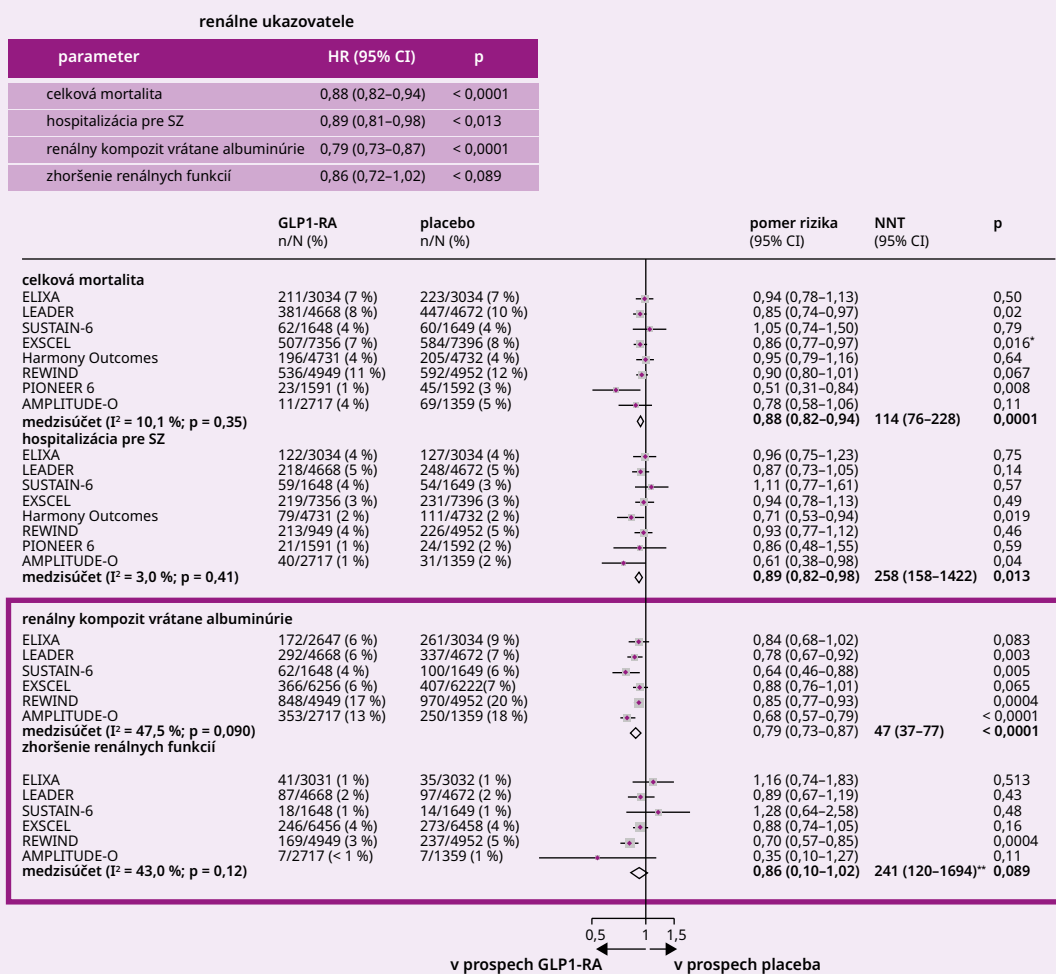 renálne ukazovatele
parameter HR (95% CI) p
celková mortalita 0,88 (0,82–0,94) < 0,0001
hospitalizácia pre SZ 0,89 (0,81–0,98) < 0,013
renálny kompozit vrátane albuminúrie 0,79 (0,73–0,87) < 0,0001
zhoršenie renálnych funkcií 0,86 (0,72–1,02) < 0,089
GLP1-RA placebo pomer rizika NNT p
n/N (%) n/N (%) (95% CI) (95% CI)
celková mortalita
ELIXA 211/3034 (7 %) 223/3034 (7 %) 0,94 (0,78–1,13) 0,50
LEADER 381/4668 (8 %) 447/4672 (10 %) 0,85 (0,74–0,97) 0,02
SUSTAIN-6 62/1648 (4 %) 60/1649 (4 %) 1,05 (0,74–1,50) 0,79
EXSCEL 507/7356 (7 %) 584/7396 (8 %) 0,86 (0,77–0,97) 0,016*
Harmony Outcomes 196/4731 (4 %) 205/4732 (4 %) 0,95 (0,79–1,16) 0,64
REWIND 536/4949 (11 %) 592/4952 (12 %) 0,90 (0,80–1,01) 0,067
PIONEER 6 23/1591 (1 %) 45/1592 (3 %) 0,51 (0,31–0,84) 0,008
AMPLITUDE-O 11/2717 (4 %) 69/1359 (5 %) 0,78 (0,58–1,06) 0,11
medzisúčet (I² = 10,1 %; p = 0,35) 0,88 (0,82–0,94) 114 (76–228) 0,0001
hospitalizácia pre SZ
ELIXA 122/3034 (4 %) 127/3034 (4 %) 0,96 (0,75–1,23) 0,75
LEADER 218/4668 (5 %) 248/4672 (5 %) 0,87 (0,73–1,05) 0,14
SUSTAIN-6 59/1648 (4 %) 54/1649 (3 %) 1,11 (0,77–1,61) 0,57
EXSCEL 219/7356 (3 %) 231/7396 (3 %) 0,94 (0,78–1,13) 0,49
Harmony Outcomes 79/4731 (2 %) 111/4732 (2 %) 0,71 (0,53–0,94) 0,019
REWIND 213/949 (4 %) 226/4952 (5 %) 0,93 (0,77–1,12) 0,46
PIONEER 6 21/1591 (1 %) 24/1592 (2 %) 0,86 (0,48–1,55) 0,59
AMPLITUDE-O 40/2717 (1 %) 31/1359 (2 %) 0,61 (0,38–0,98) 0,04
medzisúčet (I² = 3,0 %; p = 0,41) 0,89 (0,82–0,98) 258 (158–1422) 0,013
renálny kompozit vrátane albuminúrie
ELIXA 172/2647 (6 %) 261/3034 (9 %) 0,84 (0,68–1,02) 0,083
LEADER 292/4668 (6 %) 337/4672 (7 %) 0,78 (0,67–0,92) 0,003
SUSTAIN-6 62/1648 (4 %) 100/1649 (6 %) 0,64 (0,46–0,88) 0,005
EXSCEL 366/6256 (6 %) 407/6222(7 %) 0,88 (0,76–1,01) 0,065
REWIND 848/4949 (17 %) 970/4952 (20 %) 0,85 (0,77–0,93) 0,0004
AMPLITUDE-O 353/2717 (13 %) 250/1359 (18 %) 0,68 (0,57–0,79) < 0,0001
medzisúčet (I² = 47,5 %; p = 0,090) 0,79 (0,73–0,87) 47 (37–77) < 0,0001
zhoršenie renálnych funkcií
ELIXA 41/3031 (1 %) 35/3032 (1 %) 1,16 (0,74–1,83) 0,513
LEADER 87/4668 (2 %) 97/4672 (2 %) 0,89 (0,67–1,19) 0,43
SUSTAIN-6 18/1648 (1 %) 14/1649 (1 %) 1,28 (0,64–2,58) 0,48
EXSCEL 246/6456 (4 %) 273/6458 (4 %) 0,88 (0,74–1,05) 0,16
REWIND 169/4949 (3 %) 237/4952 (5 %) 0,70 (0,57–0,85) 0,0004
AMPLITUDE-O 7/2717 (< 1 %) 7/1359 (1 %) 0,35 (0,10–1,27) 0,11
medzisúčet (I² = 43,0 %; p = 0,12) 0,86 (0,10–1,02) 241 (120–1694)** 0,089
0,5 1 1,5
v prospech GLP1-RA v prospech placeba